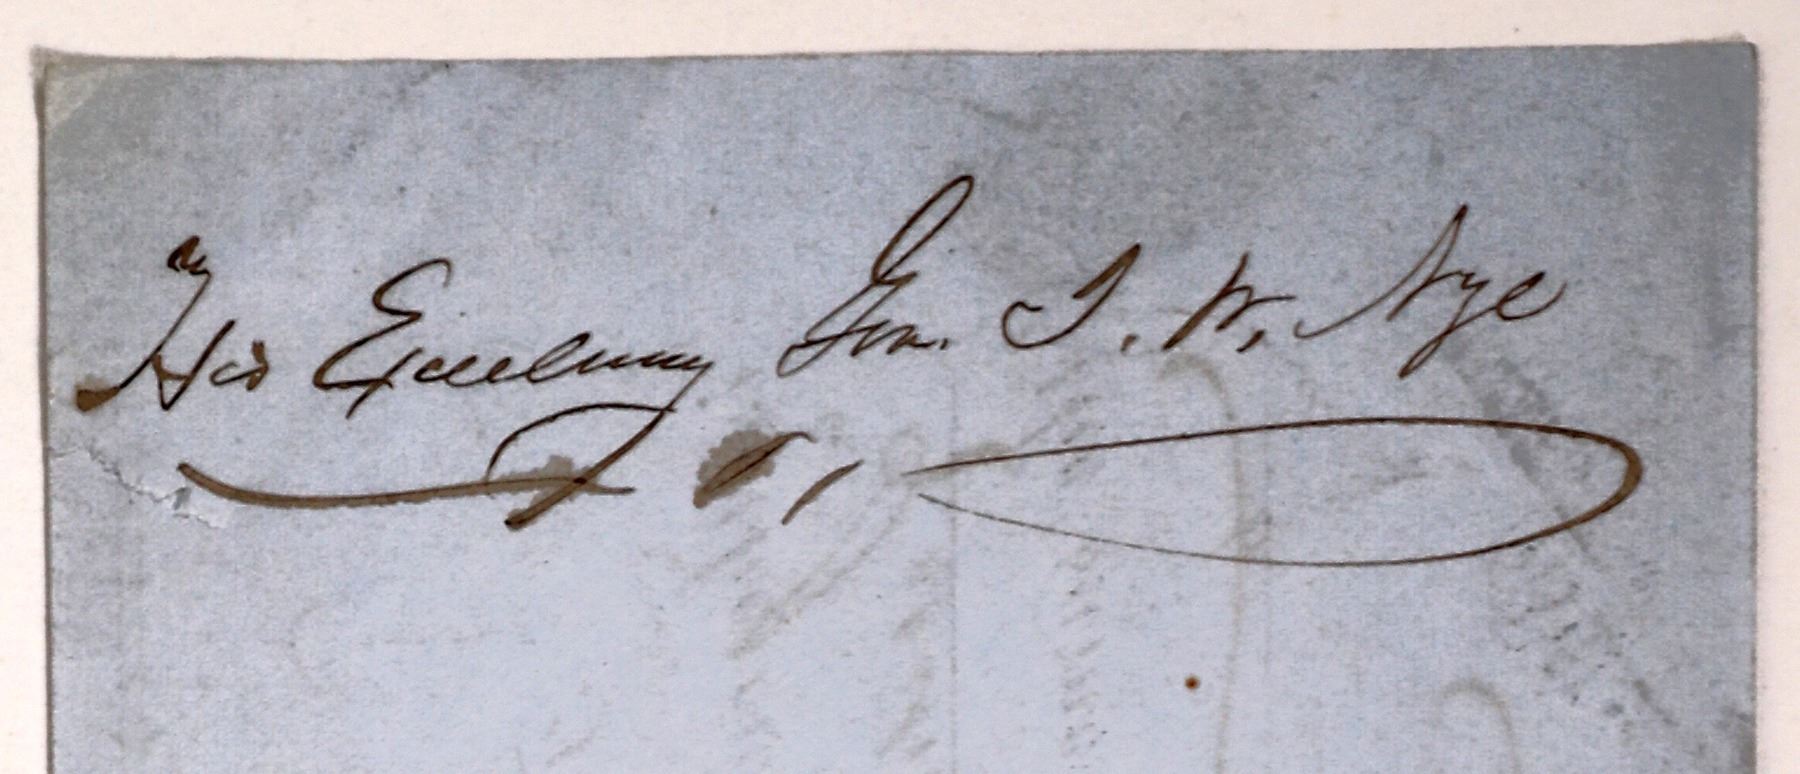 His Excellency Gov. J. W. Nye